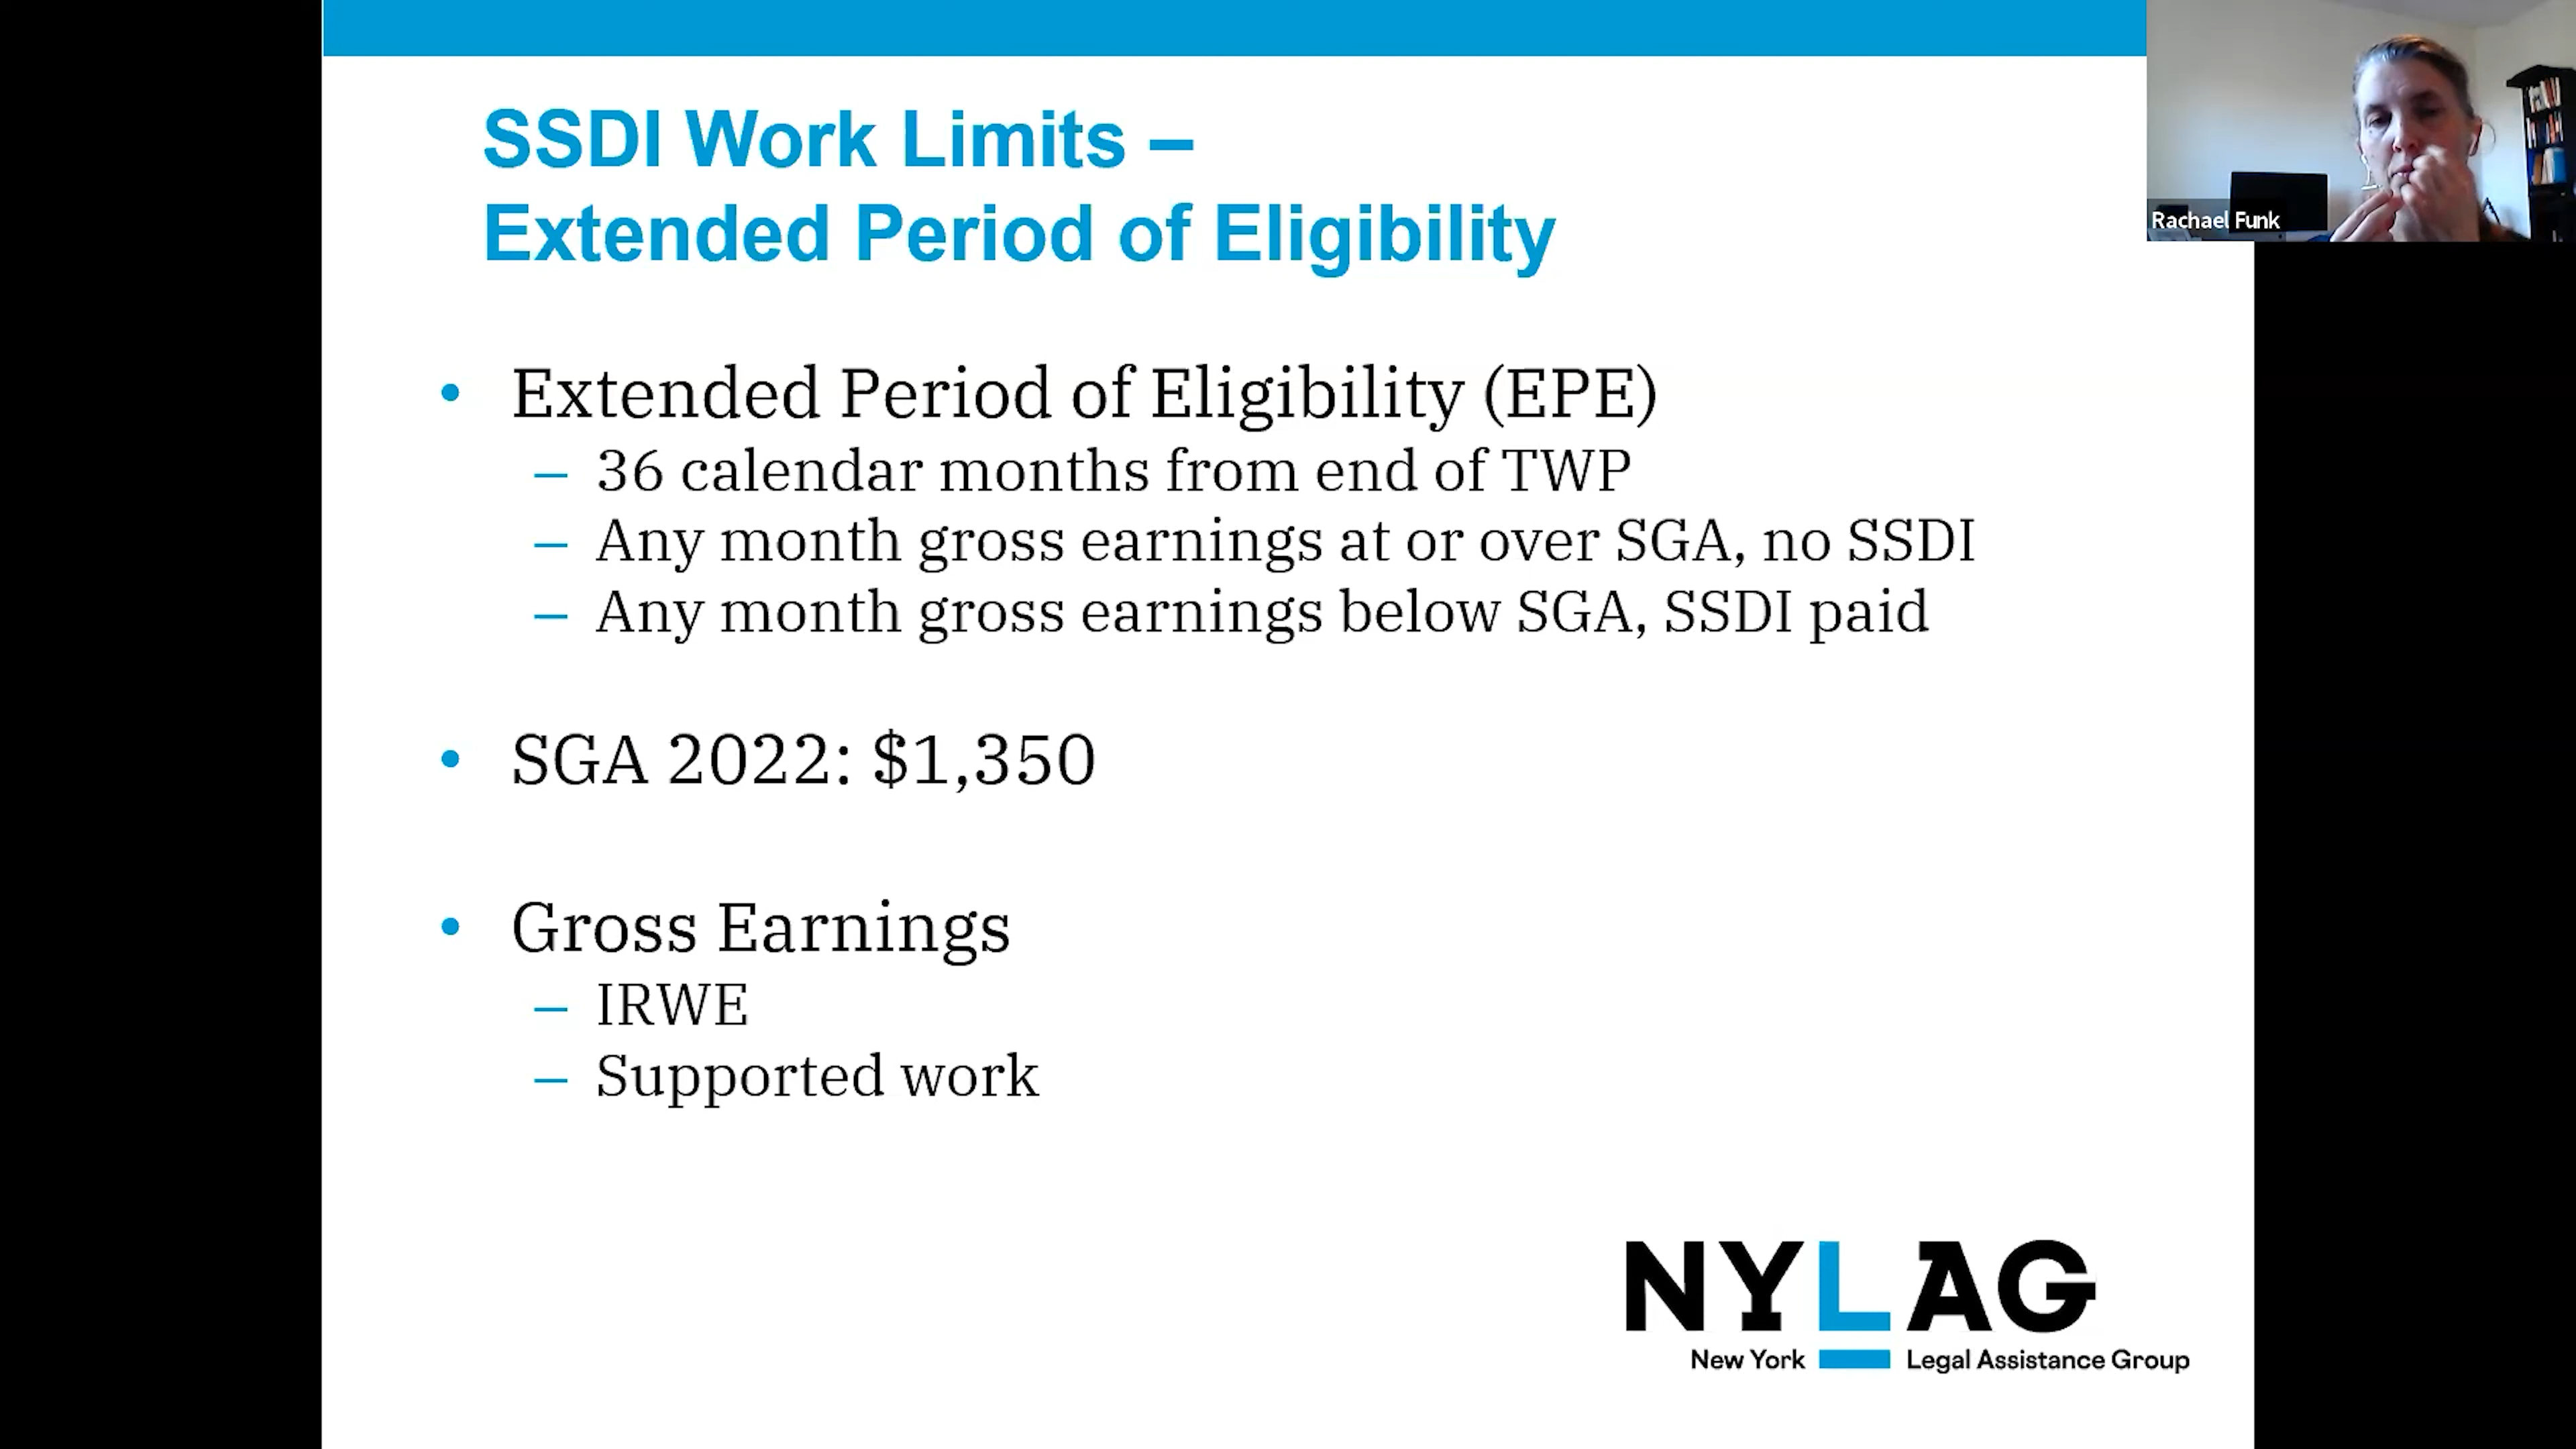 SSDI Work Limits –
Extended Period of Eligibility
Rachael Funk
• Extended Period of Eligibility (EPE)
– 36 calendar months from end of TWP
– Any month gross earnings at or over SGA, no SSDI
– Any month gross earnings below SGA, SSDI paid
• SGA 2022: $1,350
• Gross Earnings
– IRWE
– Supported work
NYLAG
New York Legal Assistance Group